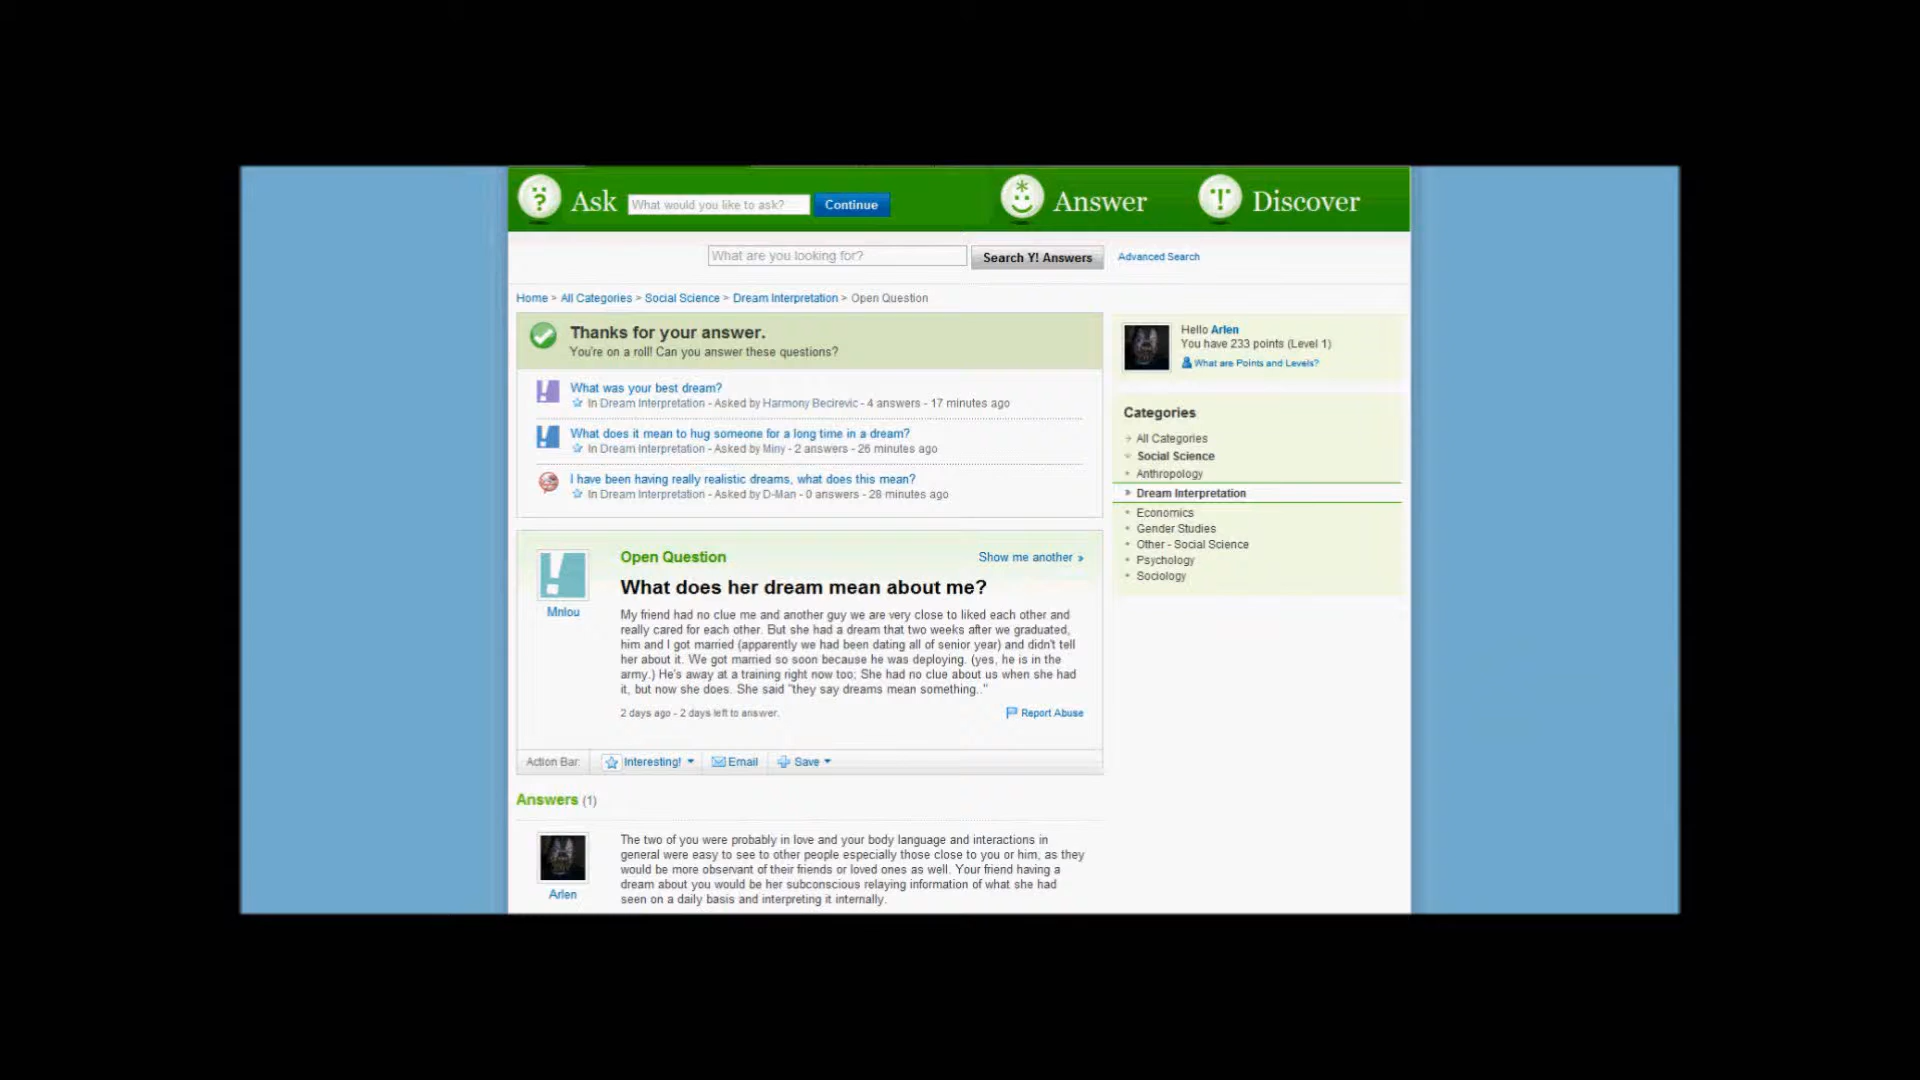 Ask What would you like to ask? Continue Answer Discover
What are you looking for? Search Y! Answers Advanced Search
Home > All Categories > Social Science > Dream Interpretation > Open Question
Thanks for your answer.
You're on a roll! Can you answer these questions?
What was your best dream?
In Dream Interpretation - Asked by Harmony Becirevic - 4 answers - 17 minutes ago
What does it mean to hug someone for a long time in a dream?
In Dream Interpretation - Asked by Miny - 2 answers - 26 minutes ago
I have been having really realistic dreams, what does this mean?
In Dream Interpretation - Asked by D-Man - 0 answers - 28 minutes ago
Hello Arlen
You have 233 points (Level 1)
What are Points and Levels?
Categories
All Categories
Social Science
Anthropology
Dream Interpretation
Economics
Gender Studies
Other - Social Science
Psychology
Sociology
Open Question Show me another »
Mnlou
What does her dream mean about me?
My friend had no clue me and another guy we are very close to liked each other and
really cared for each other. But she had a dream that two weeks after we graduated,
him and I got married (apparently we had been dating all of senior year) and didn't tell
her about it. We got married so soon because he was deploying. (yes, he is in the
army.) He's away at a training right now too; She had no clue about us when she had
it, but now she does. She said "they say dreams mean something.."
2 days ago - 2 days left to answer. Report Abuse
Action Bar: Interesting! Email Save
Answers (1)
Arlen
The two of you were probably in love and your body language and interactions in
general were easy to see to other people especially those close to you or him, as they
would be more observant of their friends or loved ones as well. Your friend having a
dream about you would be her subconscious relaying information of what she had
seen on a daily basis and interpreting it internally.